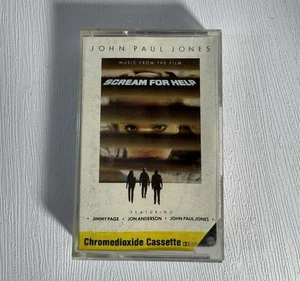 JOHN PAUL JONES
MUSIC FROM THE FILM
SCREAM FOR HELP
FEATURING
• JIMMY PAGE • JON ANDERSON • JOHN PAUL JONES •
Chromedioxide Cassette